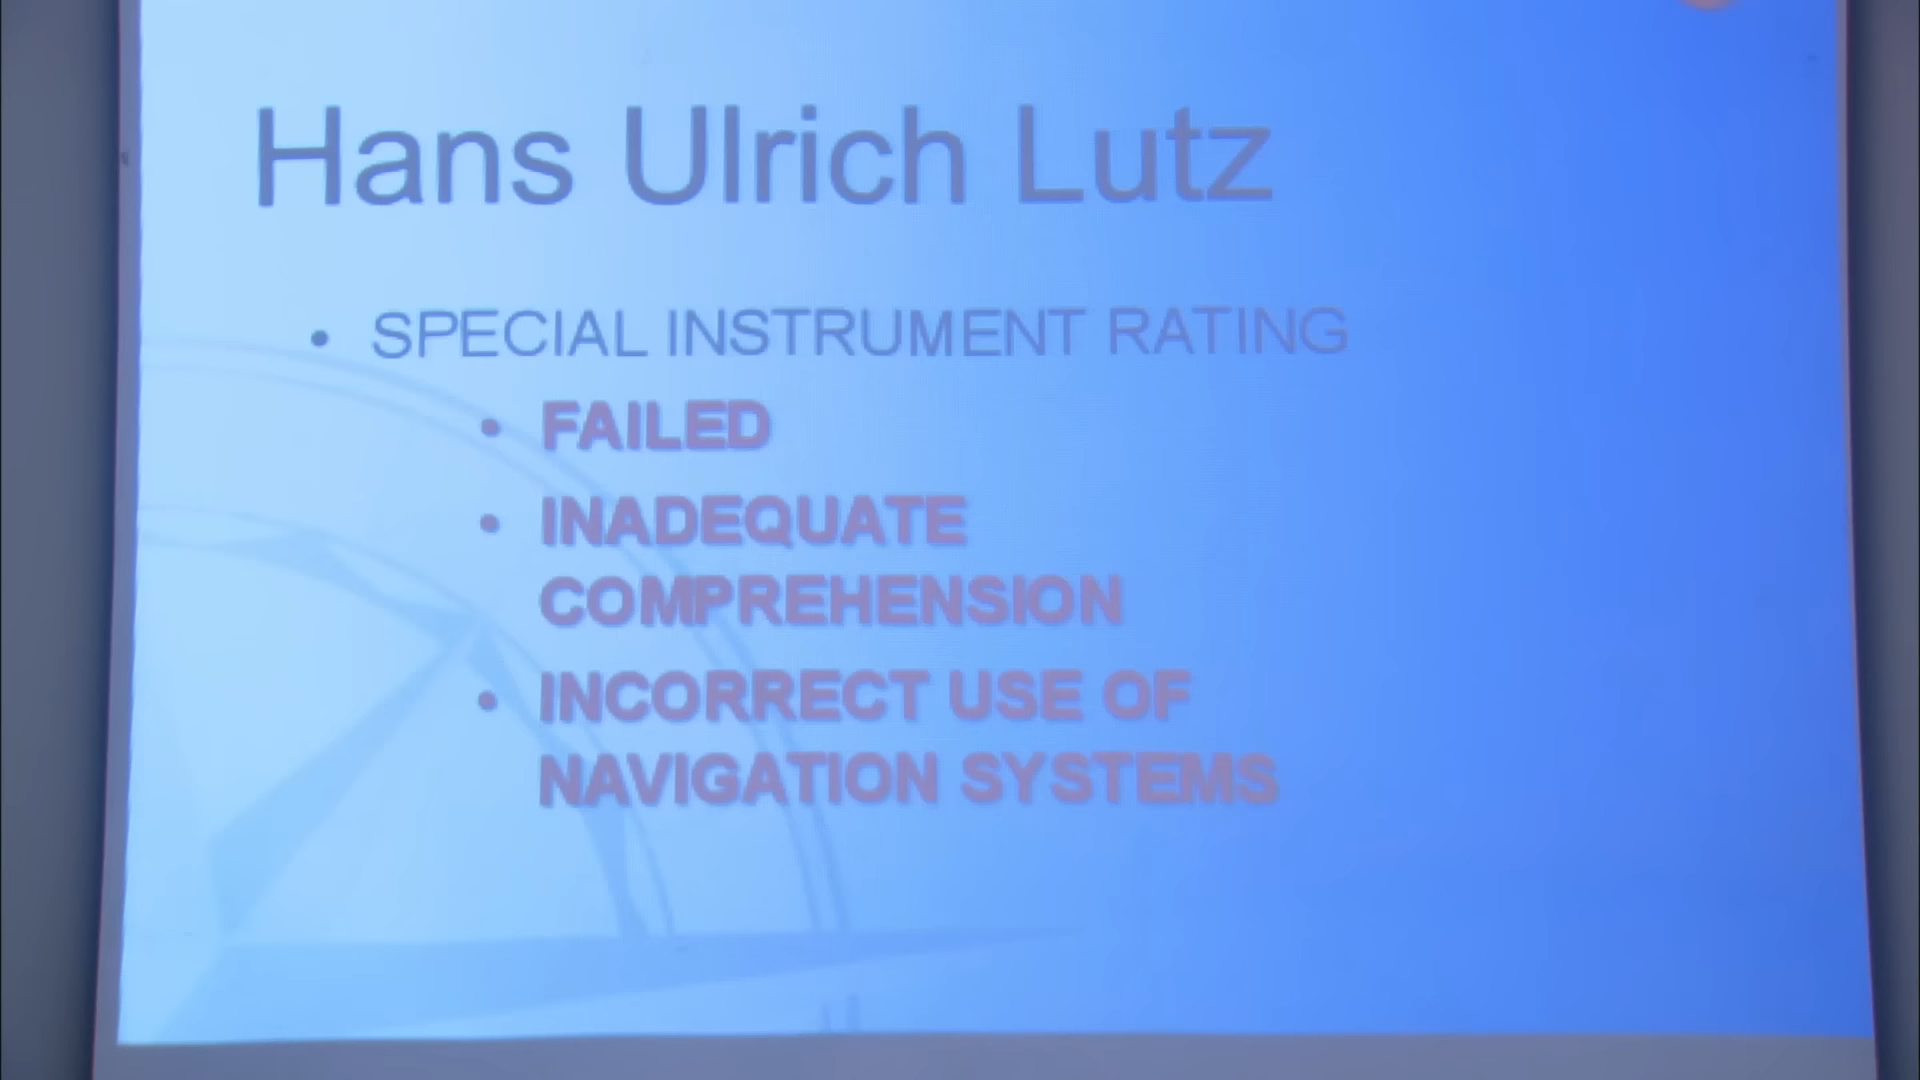 Hans Ulrich Lutz
• SPECIAL INSTRUMENT RATING
• FAILED
• INADEQUATE
COMPREHENSION
• INCORRECT USE OF
NAVIGATION SYSTEMS